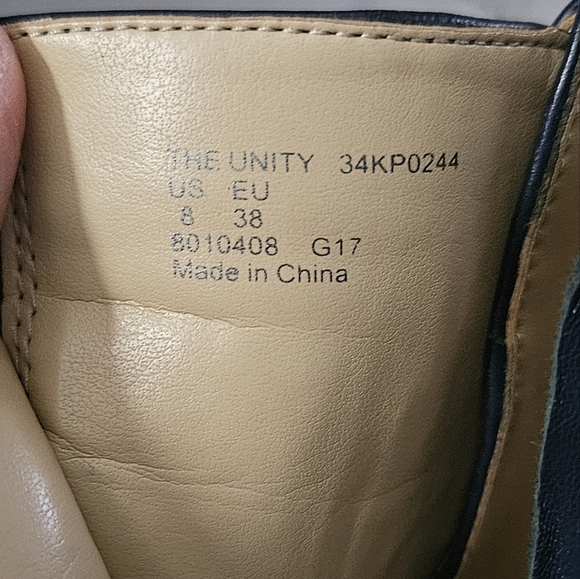 THE UNITY 34KP0244
US EU
8 38
8010408 G17
Made in China